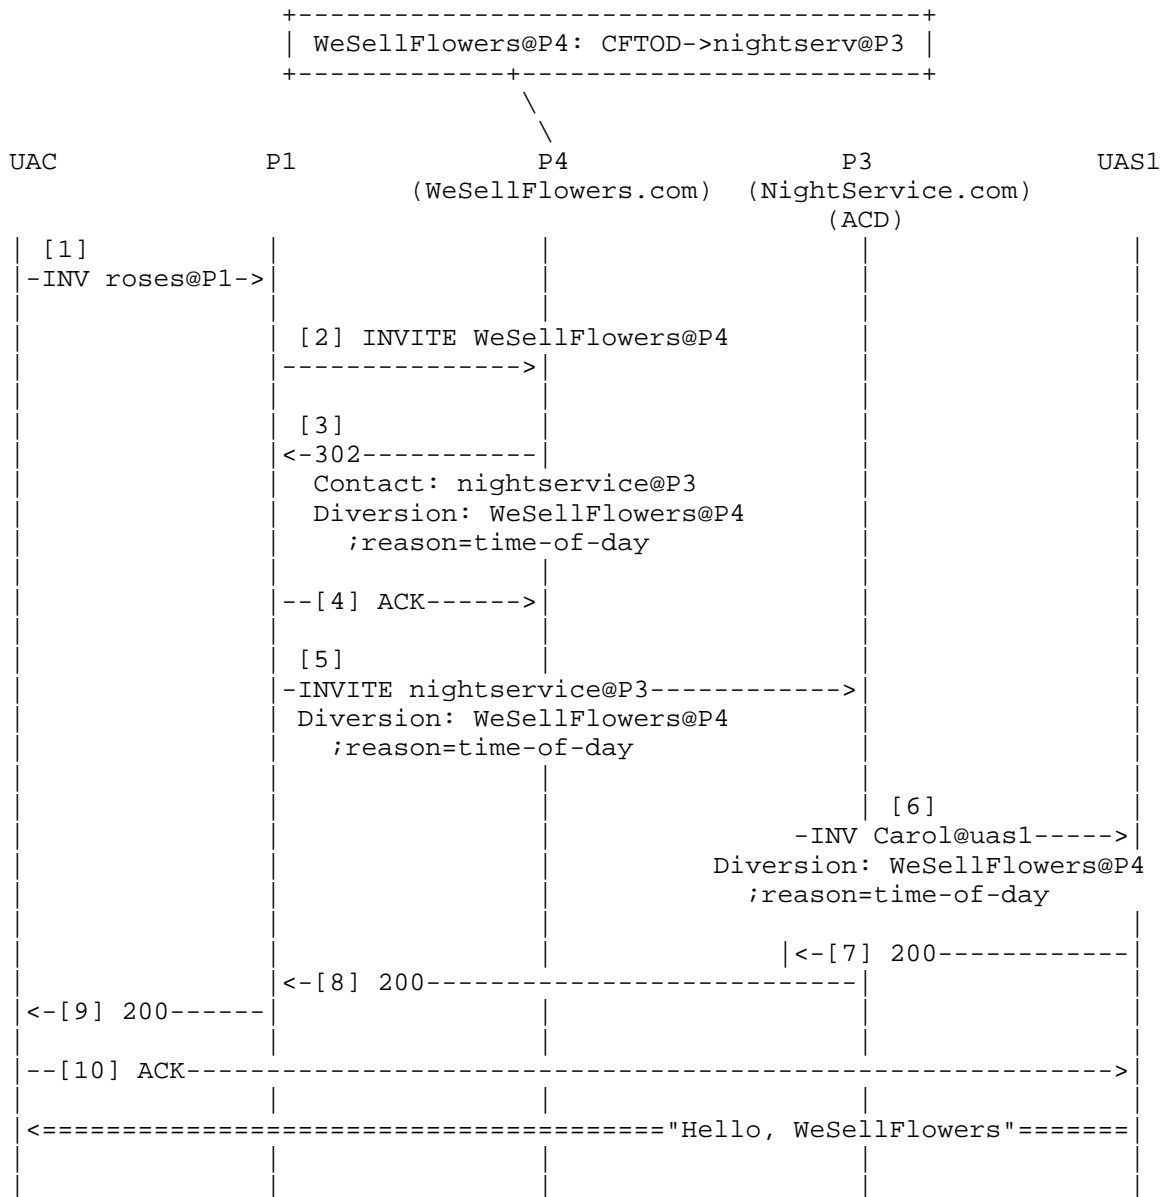 +---------------------------------------+
| WeSellFlowers@P4: CFTOD->nightserv@P3 |
+-------------+-------------------------+
\
\
UAC P1 P4 P3 UAS1
(WeSellFlowers.com) (NightService.com)
(ACD)
| [1] | | | |
|-INV roses@P1->| | | |
| | | | |
| | [2] INVITE WeSellFlowers@P4 | |
| |--------------->| | |
| | | | |
| | [3] | | |
| |<-302-----------| | |
| | Contact: nightservice@P3 | |
| | Diversion: WeSellFlowers@P4 | |
| | ;reason=time-of-day | |
| | | | |
| |--[4] ACK------>| | |
| | | | |
| | [5] | | |
| |-INVITE nightservice@P3------------>| |
| | Diversion: WeSellFlowers@P4 | |
| | ;reason=time-of-day | |
| | | | |
| | | | [6] |
| | | -INV Carol@uas1----->|
| | | Diversion: WeSellFlowers@P4
| | | ;reason=time-of-day
| | | | |
| | | |<-[7] 200------------|
| |<-[8] 200---------------------------| |
|<-[9] 200------| | | |
| | | | |
|--[10] ACK---------------------------------------------------------->|
| | | | |
|<======================================="Hello, WeSellFlowers"=======|
| | | | |